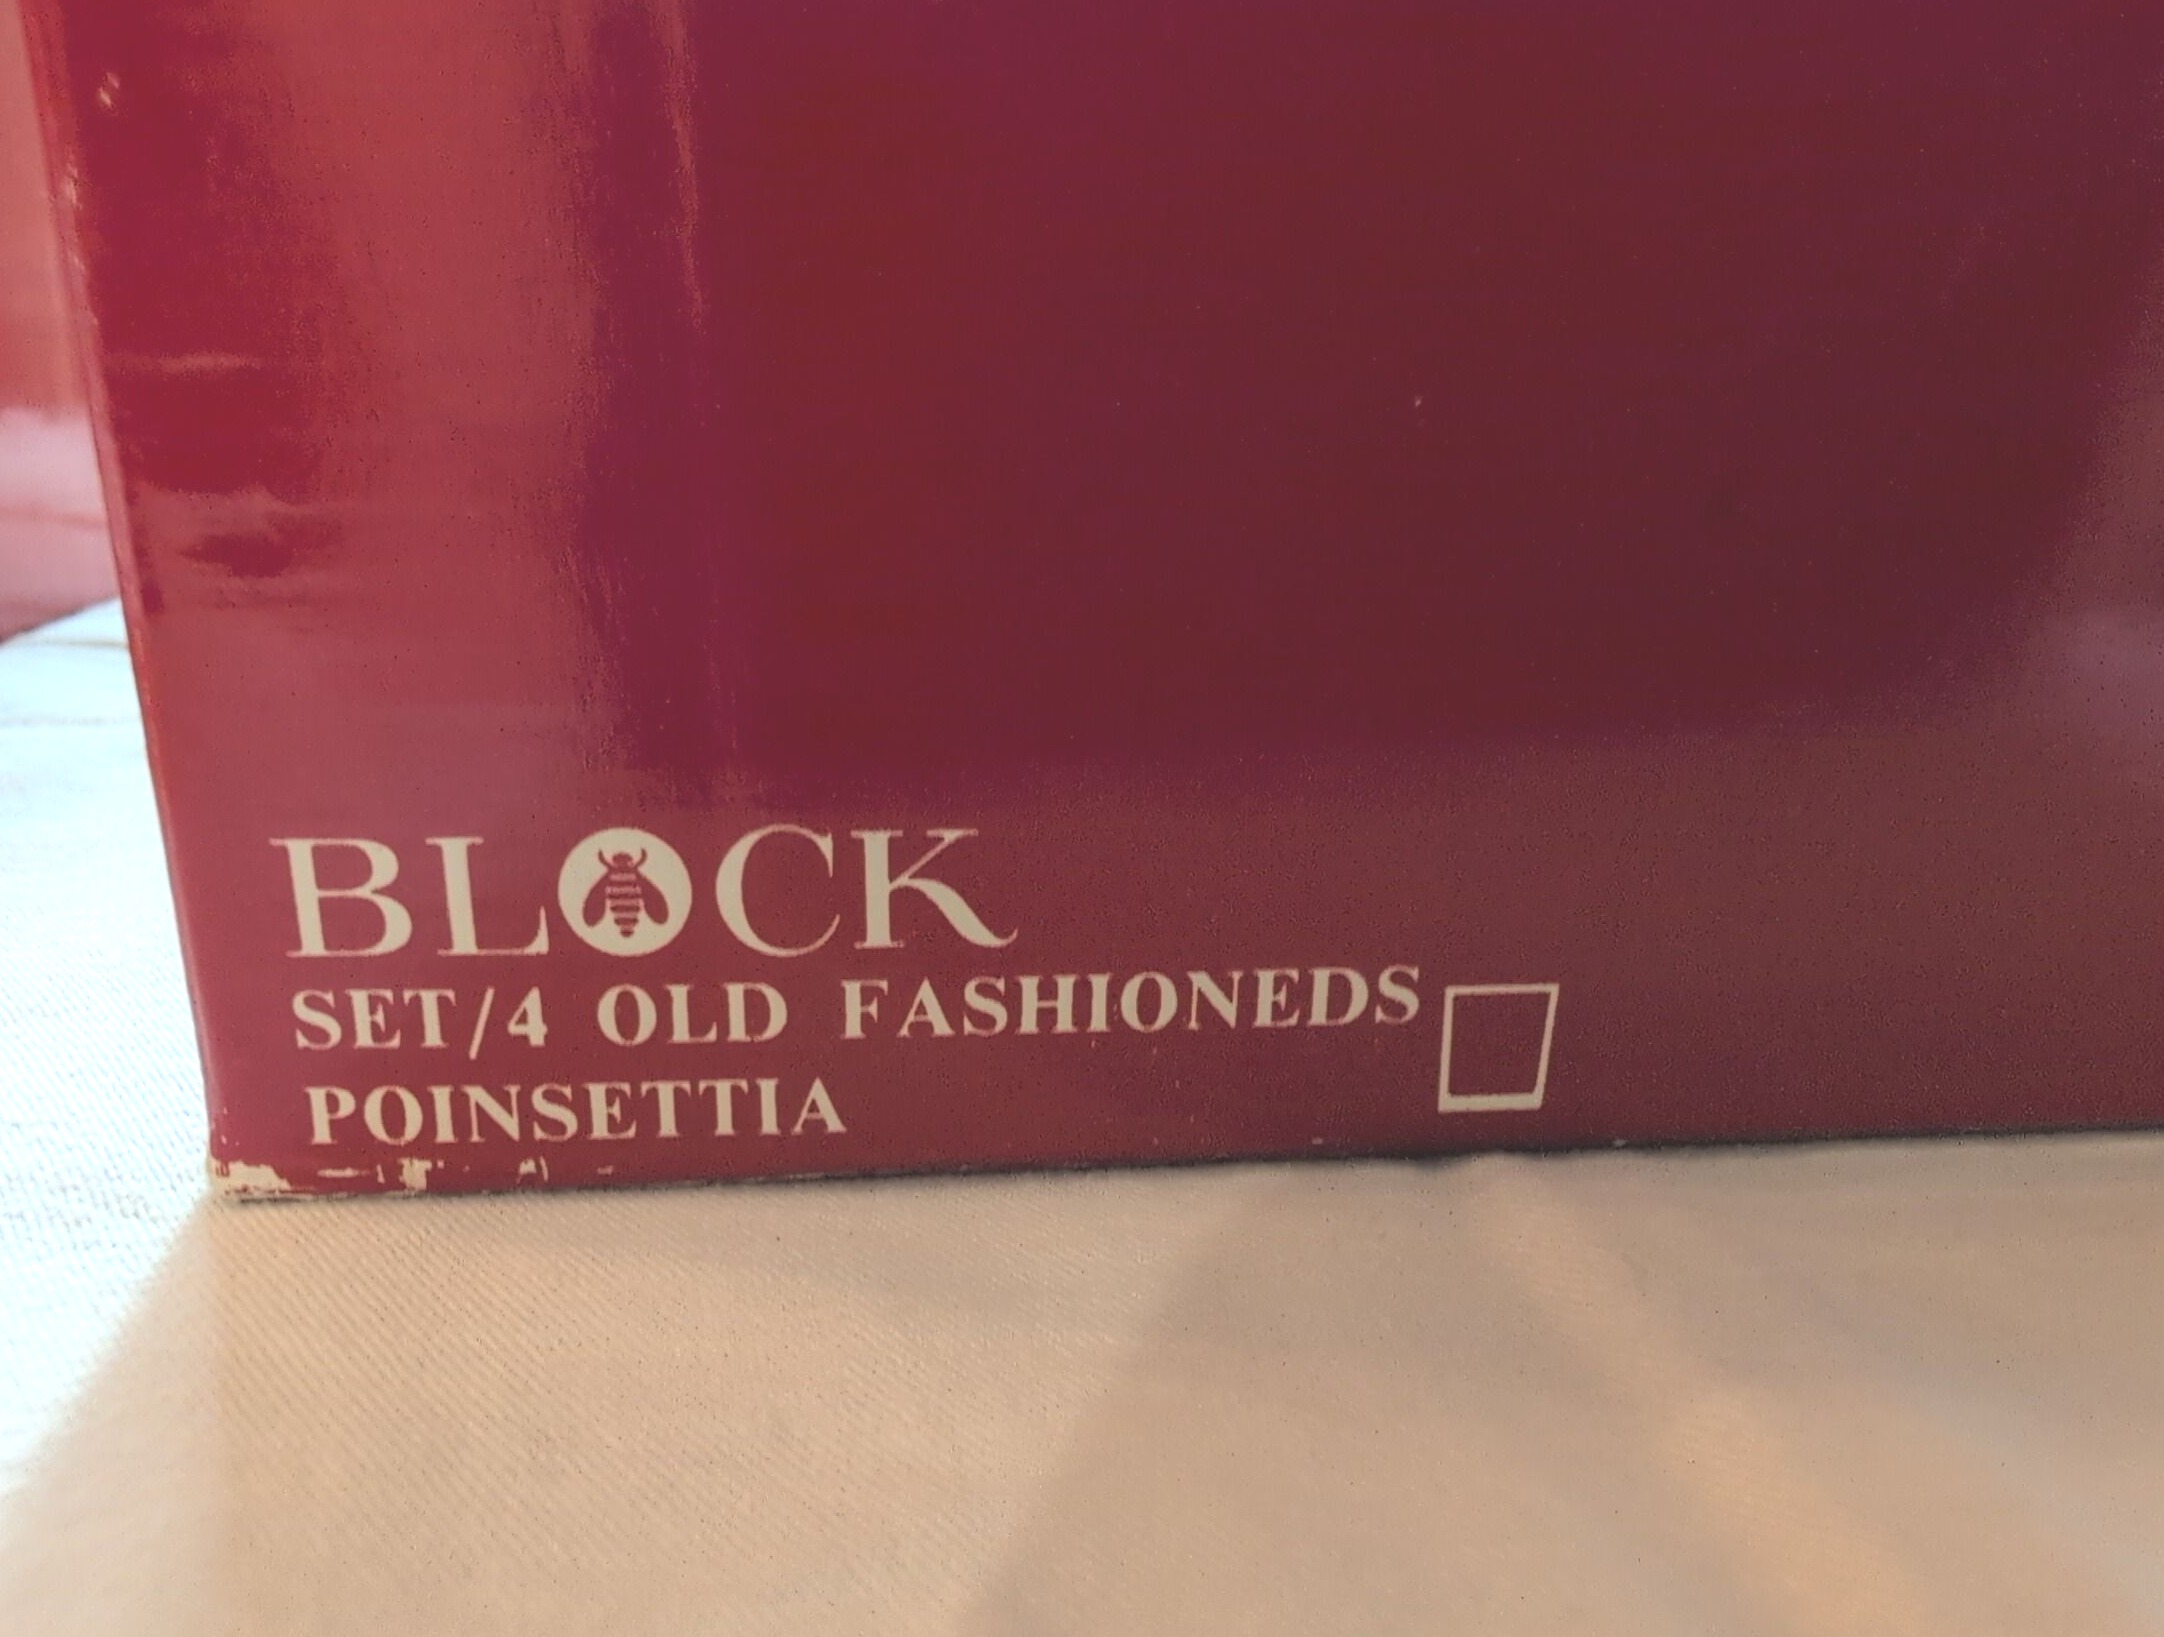 BLOCK
SET/4 OLD FASHIONEDS
POINSETTIA